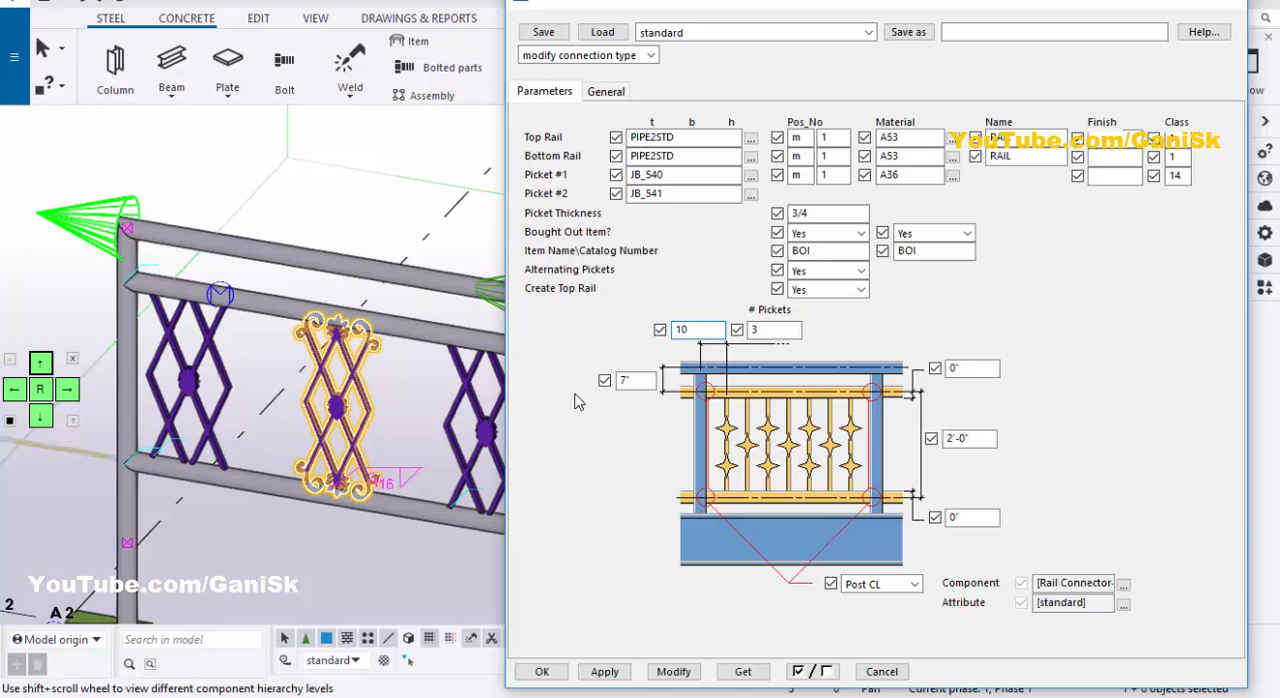 STEEL CONCRETE EDIT VIEW DRAWINGS & REPORTS
Column Beam Plate Bolt Weld
Item
Bolted parts
Assembly
Save Load standard Save as Help...
modify connection type
Parameters General
t b h Pos_No Material Name Finish Class
Top Rail PIPE2STD ... m 1 A53
YouTube.com/GaniSk
Bottom Rail PIPE2STD ... m 1 A53 ... RAIL 1
Picket #1 JB_540 ... m 1 A36 ... 14
Picket #2 JB_541 ...
Picket Thickness 3/4
Bought Out Item? Yes Yes
Item Name\Catalog Number BOI BOI
Alternating Pickets Yes
Create Top Rail Yes
# Pickets
10 3
7"
0"
2'-0"
0"
Post CL
Component [Rail Connector- ...
Attribute [standard] ...
R
X
?
16
YouTube.com/GaniSk
2
A 2
Model origin Search in model
standard
Use shift+scroll wheel to view different component hierarchy levels
OK Apply Modify Get / Cancel
Pan Current phase: 1, Phase 1 1 + 0 objects selected